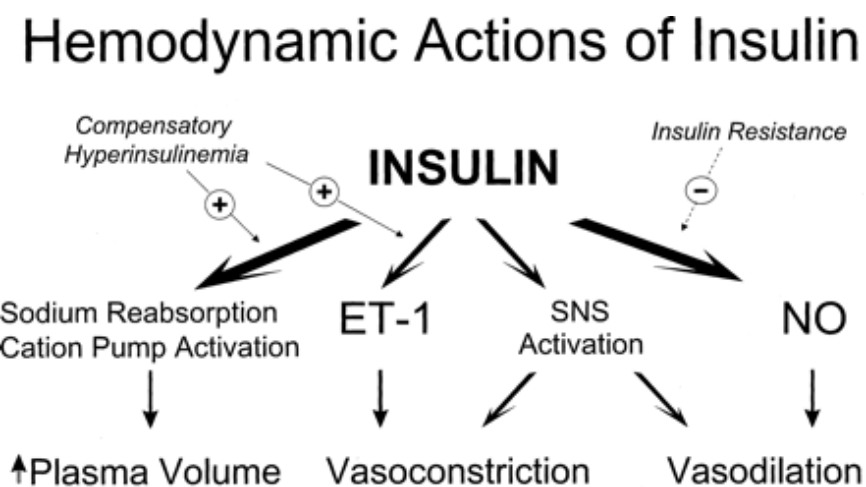 Hemodynamic Actions of Insulin
Compensatory
Hyperinsulinemia
Insulin Resistance
INSULIN
+
+
−
Sodium Reabsorption
Cation Pump Activation
ET-1
SNS
Activation
NO
↑Plasma Volume
Vasoconstriction
Vasodilation